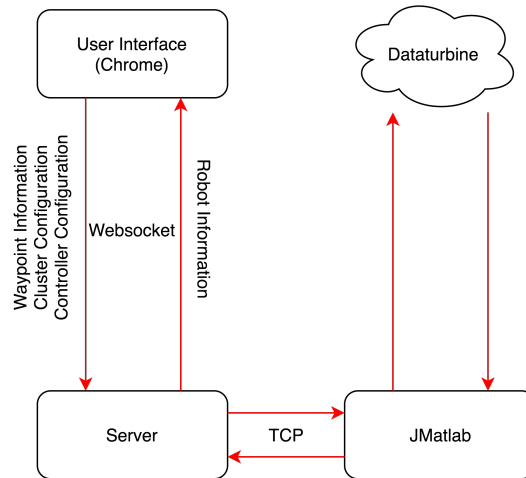 User Interface
(Chrome)
Dataturbine
Waypoint Information
Cluster Configuration
Controller Configuration
Websocket
Robot Information
Server
TCP
JMatlab